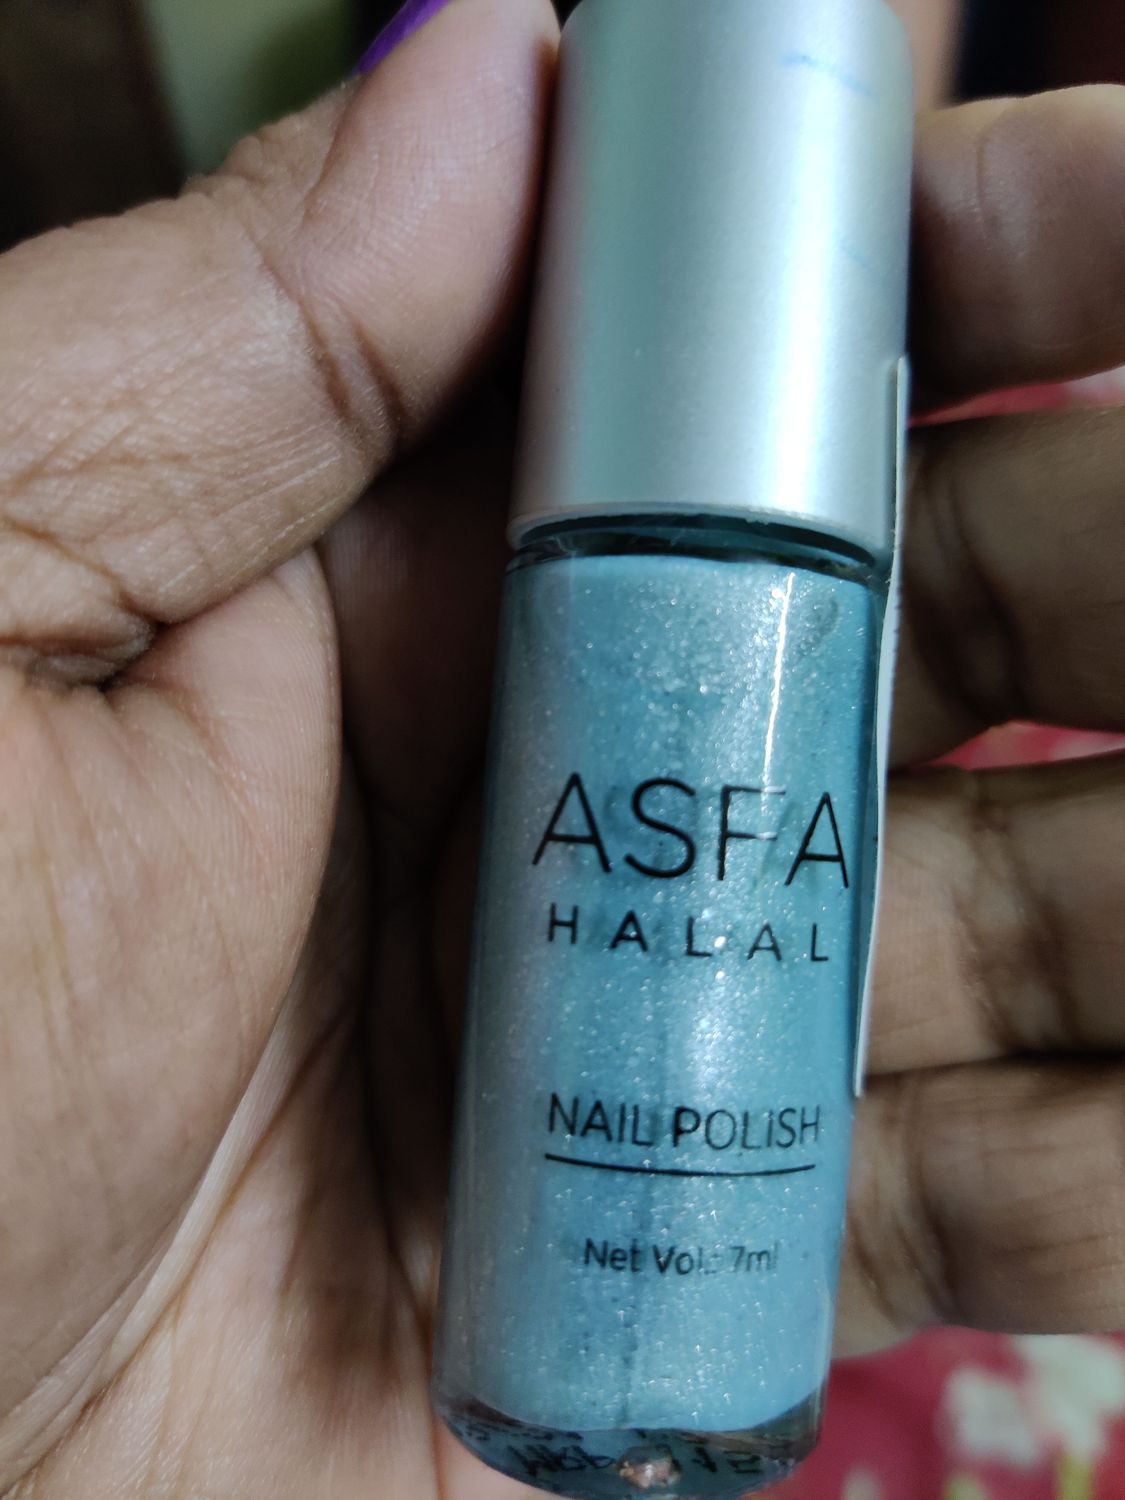 ASFA
HALAL
NAIL POLISH
Net Vol.: 7ml